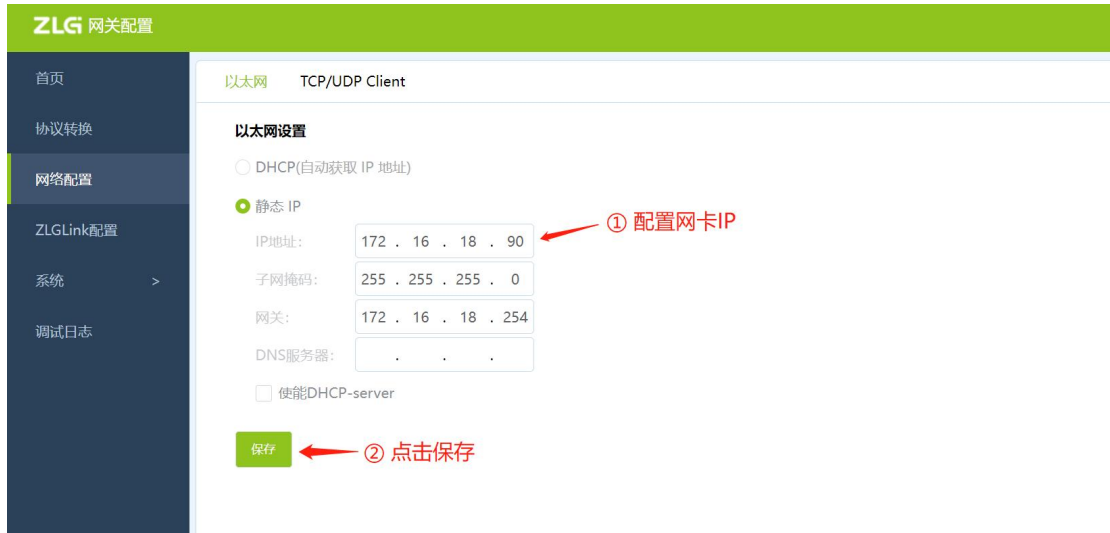 ZLG 网关配置
首页
协议转换
网络配置
ZLGLink配置
系统 >
调试日志
以太网 TCP/UDP Client
以太网设置
DHCP(自动获取 IP 地址)
静态 IP
IP地址: 172 . 16 . 18 . 90
① 配置网卡IP
子网掩码: 255 . 255 . 255 . 0
网关: 172 . 16 . 18 . 254
DNS服务器: . . .
使能DHCP-server
保存
② 点击保存